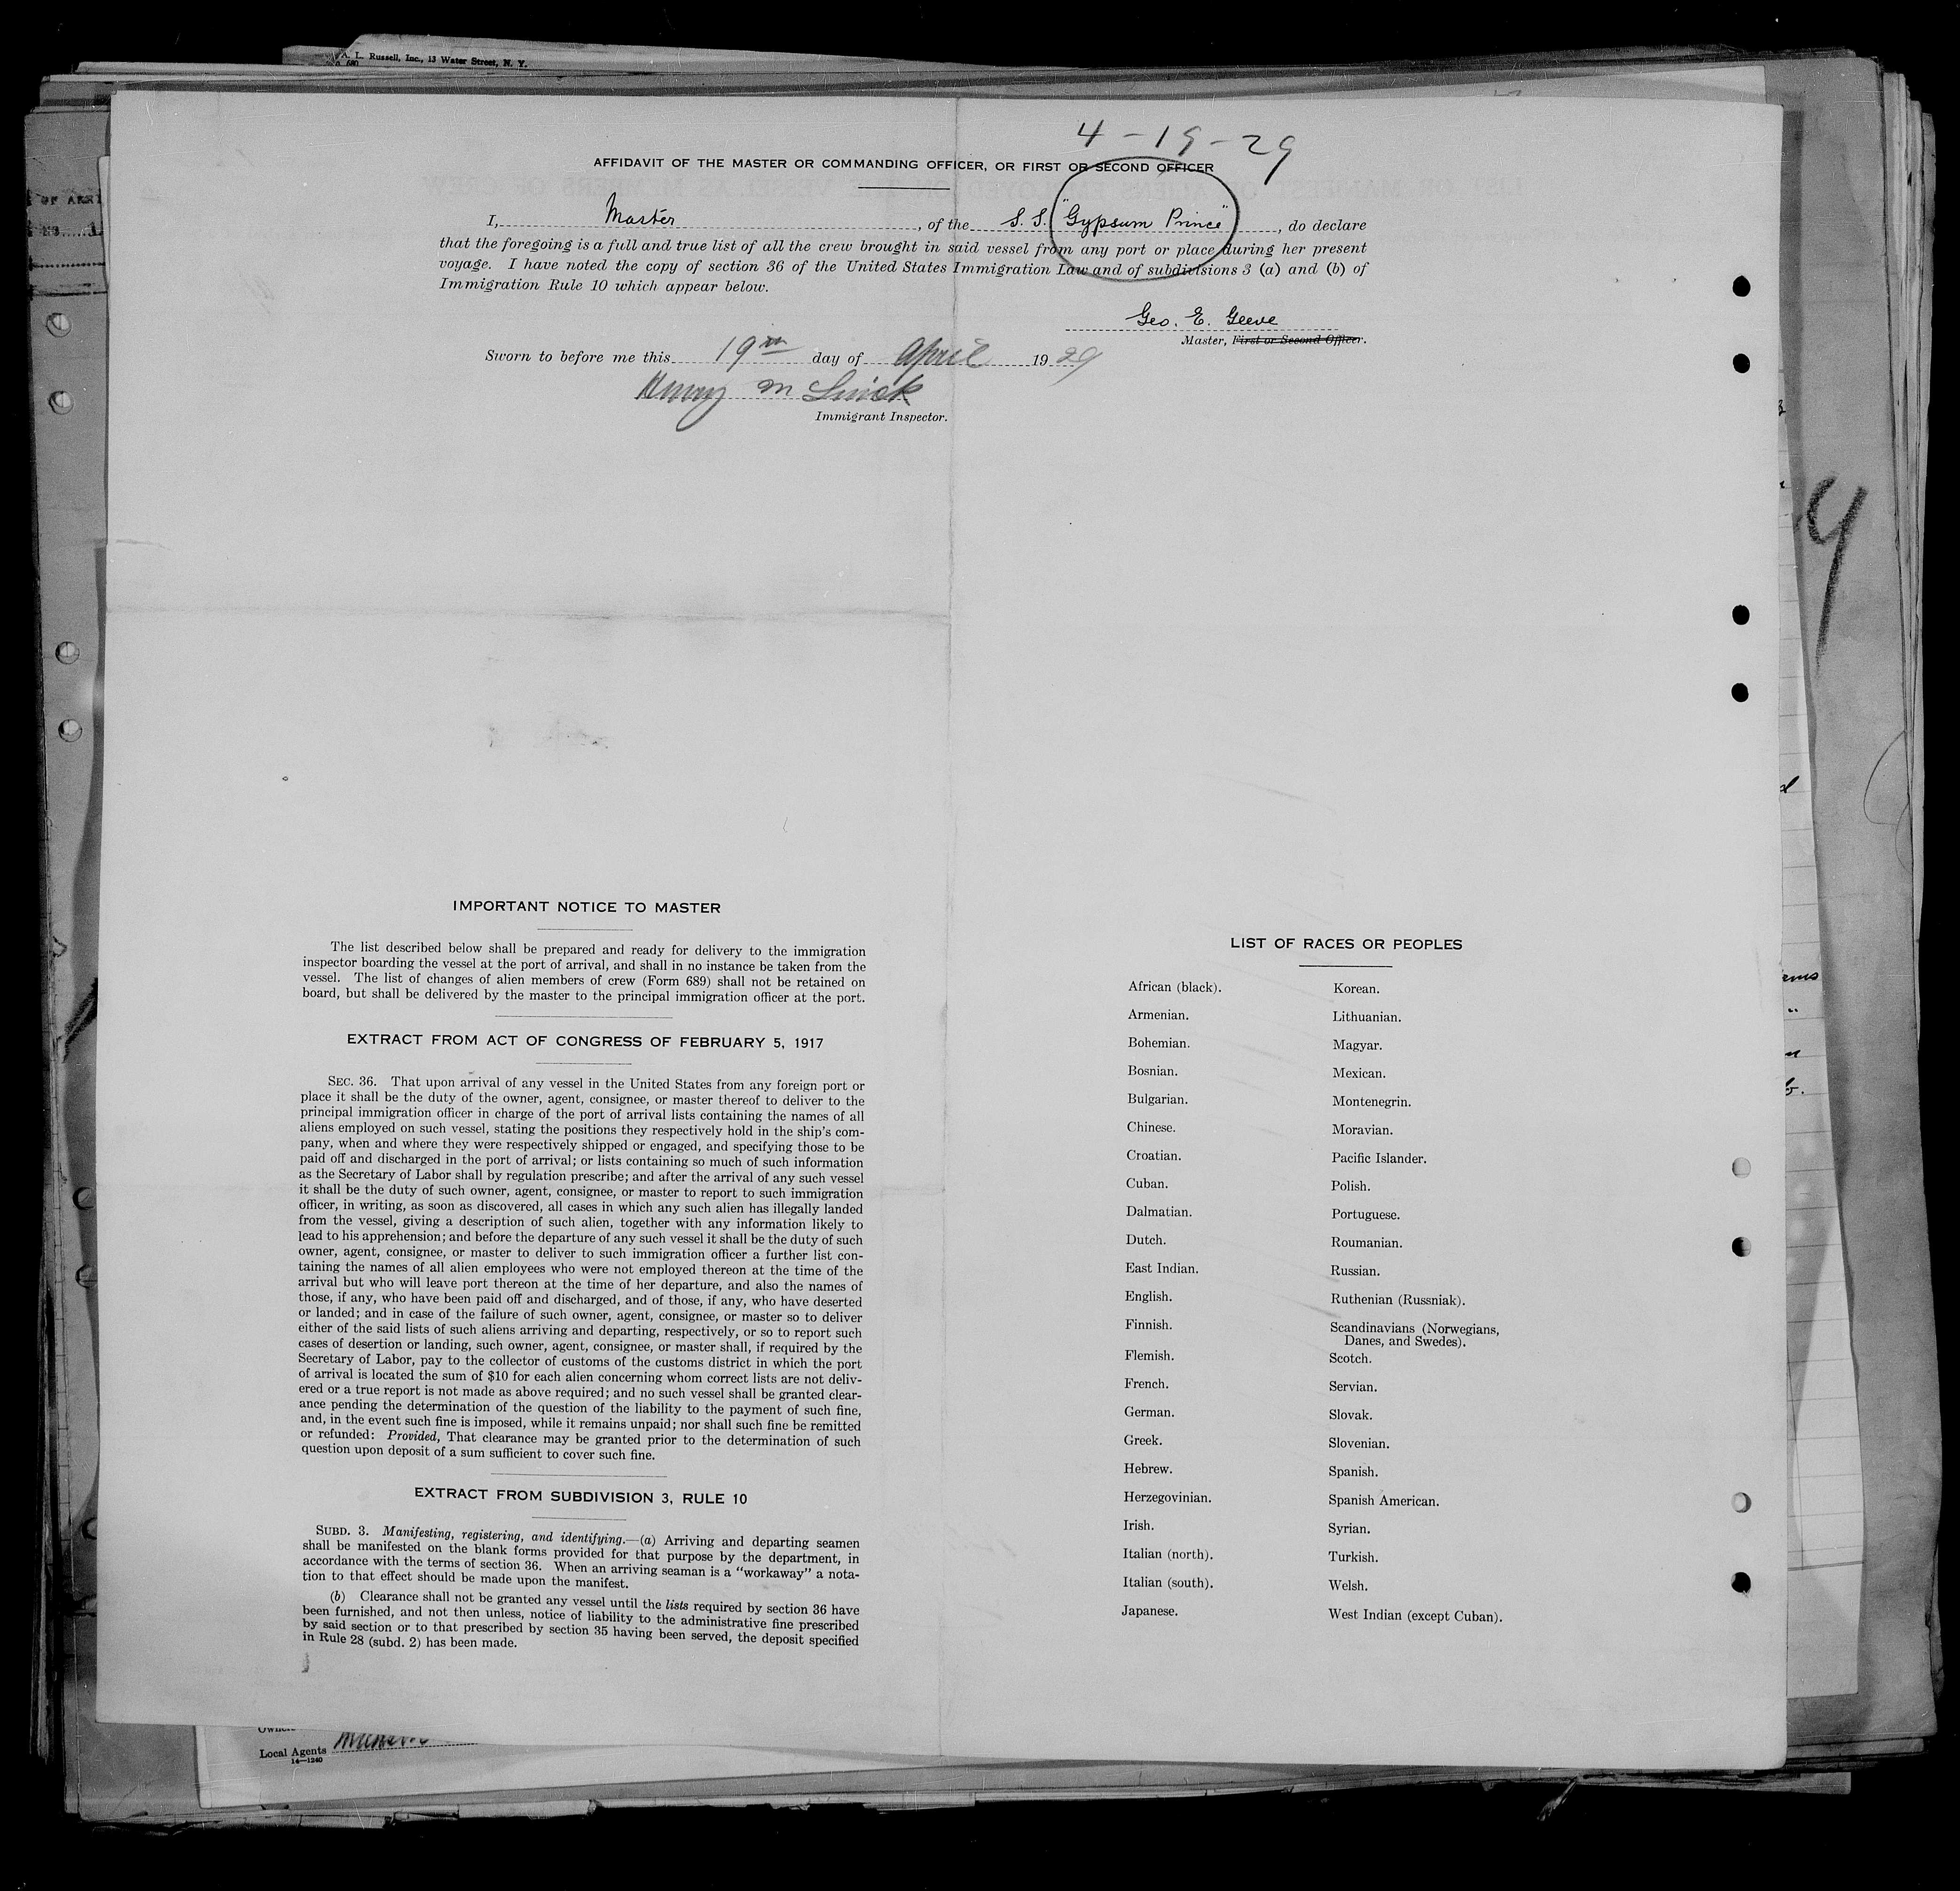 A. L. Russell, Inc., 13 Water Street, N. Y.
4-19-29
AFFIDAVIT OF THE MASTER OR COMMANDING OFFICER, OR FIRST OR SECOND OFFICER
I, Master, of the S.S. "Gypsum Prince", do declare
that the foregoing is a full and true list of all the crew brought in said vessel from any port or place during her present
voyage. I have noted the copy of section 36 of the United States Immigration Law and of subdivisions 3 (a) and (b) of
Immigration Rule 10 which appear below.
Geo. E. Geeve
Master, First or Second Officer.
Sworn to before me this 19th day of April 1929
Henry M
Immigrant Inspector.
IMPORTANT NOTICE TO MASTER
The list described below shall be prepared and ready for delivery to the immigration
inspector boarding the vessel at the port of arrival, and shall in no instance be taken from the
vessel. The list of changes of alien members of crew (Form 689) shall not be retained on
board, but shall be delivered by the master to the principal immigration officer at the port.
EXTRACT FROM ACT OF CONGRESS OF FEBRUARY 5, 1917
SEC. 36. That upon arrival of any vessel in the United States from any foreign port or
place it shall be the duty of the owner, agent, consignee, or master thereof to deliver to the
principal immigration officer in charge of the port of arrival lists containing the names of all
aliens employed on such vessel, stating the positions they respectively hold in the ship's com-
pany, when and where they were respectively shipped or engaged, and specifying those to be
paid off and discharged in the port of arrival; or lists containing so much of such information
as the Secretary of Labor shall by regulation prescribe; and after the arrival of any such vessel
it shall be the duty of such owner, agent, consignee, or master to report to such immigration
officer, in writing, as soon as discovered, all cases in which any such alien has illegally landed
from the vessel, giving a description of such alien, together with any information likely to
lead to his apprehension; and before the departure of any such vessel it shall be the duty of such
owner, agent, consignee, or master to deliver to such immigration officer a further list con-
taining the names of all alien employees who were not employed thereon at the time of the
arrival but who will leave port thereon at the time of her departure, and also the names of
those, if any, who have been paid off and discharged, and of those, if any, who have deserted
or landed; and in case of the failure of such owner, agent, consignee, or master so to deliver
either of the said lists of such aliens arriving and departing, respectively, or so to report such
cases of desertion or landing, such owner, agent, consignee, or master shall, if required by the
Secretary of Labor, pay to the collector of customs of the customs district in which the port
of arrival is located the sum of $10 for each alien concerning whom correct lists are not deliv-
ered or a true report is not made as above required; and no such vessel shall be granted clear-
ance pending the determination of the question of the liability to the payment of such fine,
and, in the event such fine is imposed, while it remains unpaid; nor shall such fine be remitted
or refunded: Provided, That clearance may be granted prior to the determination of such
question upon deposit of a sum sufficient to cover such fine.
EXTRACT FROM SUBDIVISION 3, RULE 10
SUBD. 3. Manifesting, registering, and identifying.—(a) Arriving and departing seamen
shall be manifested on the blank forms provided for that purpose by the department, in
accordance with the terms of section 36. When an arriving seaman is a "workaway" a nota-
tion to that effect should be made upon the manifest.
(b) Clearance shall not be granted any vessel until the lists required by section 36 have
been furnished, and not then unless, notice of liability to the administrative fine prescribed
by said section or to that prescribed by section 35 having been served, the deposit specified
in Rule 28 (subd. 2) has been made.
LIST OF RACES OR PEOPLES
African (black).
Armenian.
Bohemian.
Bosnian.
Bulgarian.
Chinese.
Croatian.
Cuban.
Dalmatian.
Dutch.
East Indian.
English.
Finnish.
Flemish.
French.
German.
Greek.
Hebrew.
Herzegovinian.
Irish.
Italian (north).
Italian (south).
Japanese.
Korean.
Lithuanian.
Magyar.
Mexican.
Montenegrin.
Moravian.
Pacific Islander.
Polish.
Portuguese.
Roumanian.
Russian.
Ruthenian (Russniak).
Scandinavians (Norwegians,
Danes, and Swedes).
Scotch.
Servian.
Slovak.
Slovenian.
Spanish.
Spanish American.
Syrian.
Turkish.
Welsh.
West Indian (except Cuban).
Local Agents
14—1240